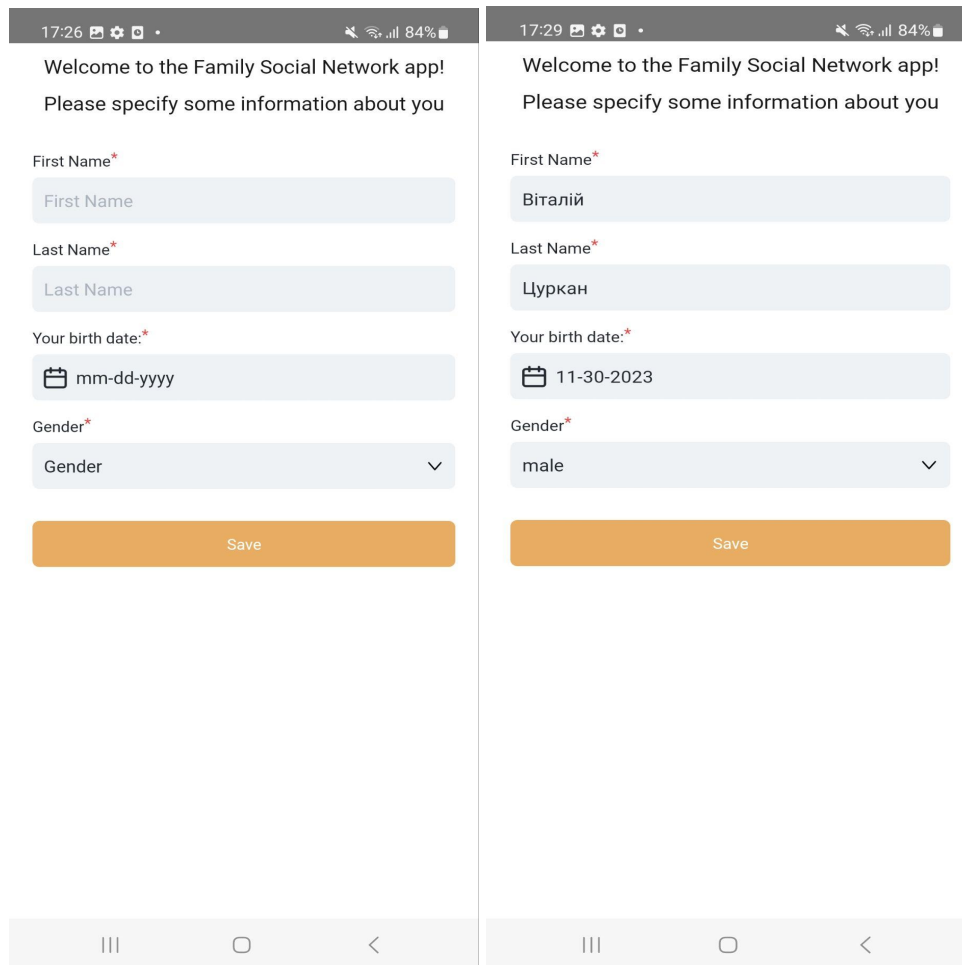 17:26
84%
Welcome to the Family Social Network app!
Please specify some information about you
First Name*
First Name
Last Name*
Last Name
Your birth date:*
mm-dd-yyyy
Gender*
Gender
Save
17:29
84%
Welcome to the Family Social Network app!
Please specify some information about you
First Name*
Віталій
Last Name*
Цуркан
Your birth date:*
11-30-2023
Gender*
male
Save